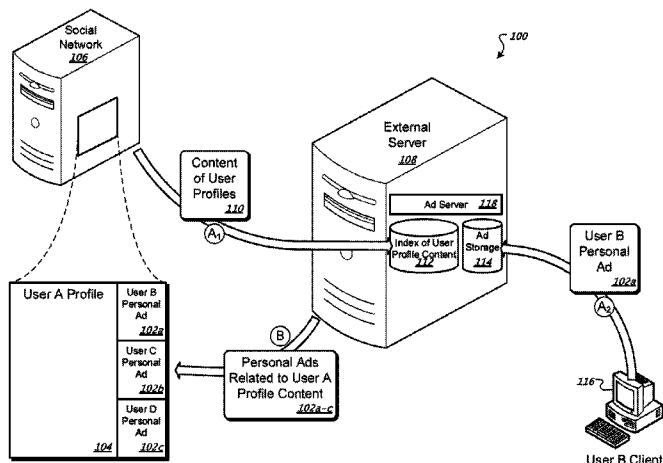 Social
Network
106
100
External
Server
108
Content
of User
Profiles
110
A1
Ad Server 118
Index of User
Profile Content
112
Ad
Storage
114
User B
Personal
Ad
102a
A2
User A Profile
104
User B
Personal
Ad
102a
User C
Personal
Ad
102b
User D
Personal
Ad
102c
B
Personal Ads
Related to User A
Profile Content
102a-c
116
User B Client